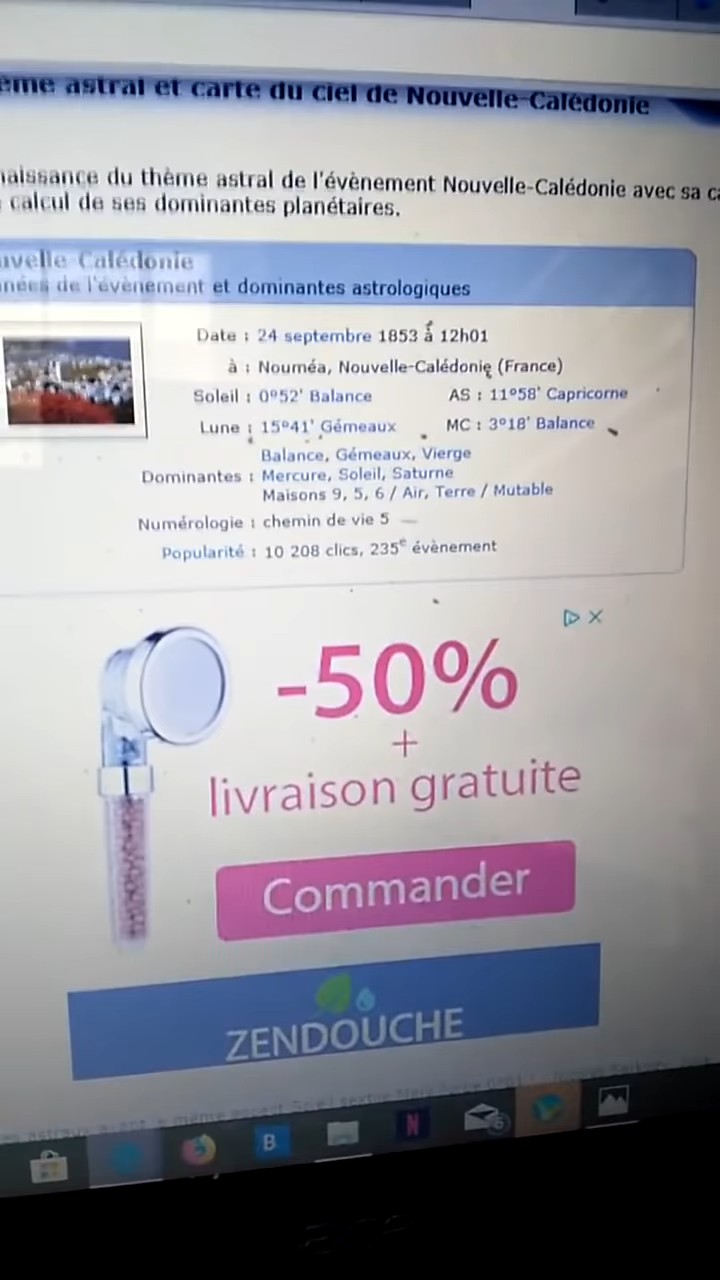 astral et carte du ciel de Nouvelle-Calédonie
naissance du thème astral de l'évènement Nouvelle-Calédonie avec sa
calcul de ses dominantes planétaires.
Calédonie
de l'évènement et dominantes astrologiques
Date : 24 septembre 1853 à 12h01
à : Nouméa, Nouvelle-Calédonie (France)
Soleil : 0°52' Balance AS : 11°58' Capricorne
Lune : 15°41' Gémeaux MC : 3°18' Balance
Balance, Gémeaux, Vierge
Dominantes : Mercure, Soleil, Saturne
Maisons 9, 5, 6 / Air, Terre / Mutable
Numérologie : chemin de vie 5
Popularité : 10 208 clics, 235e évènement
-50%
+
livraison gratuite
Commander
ZENDOUCHE
B
N